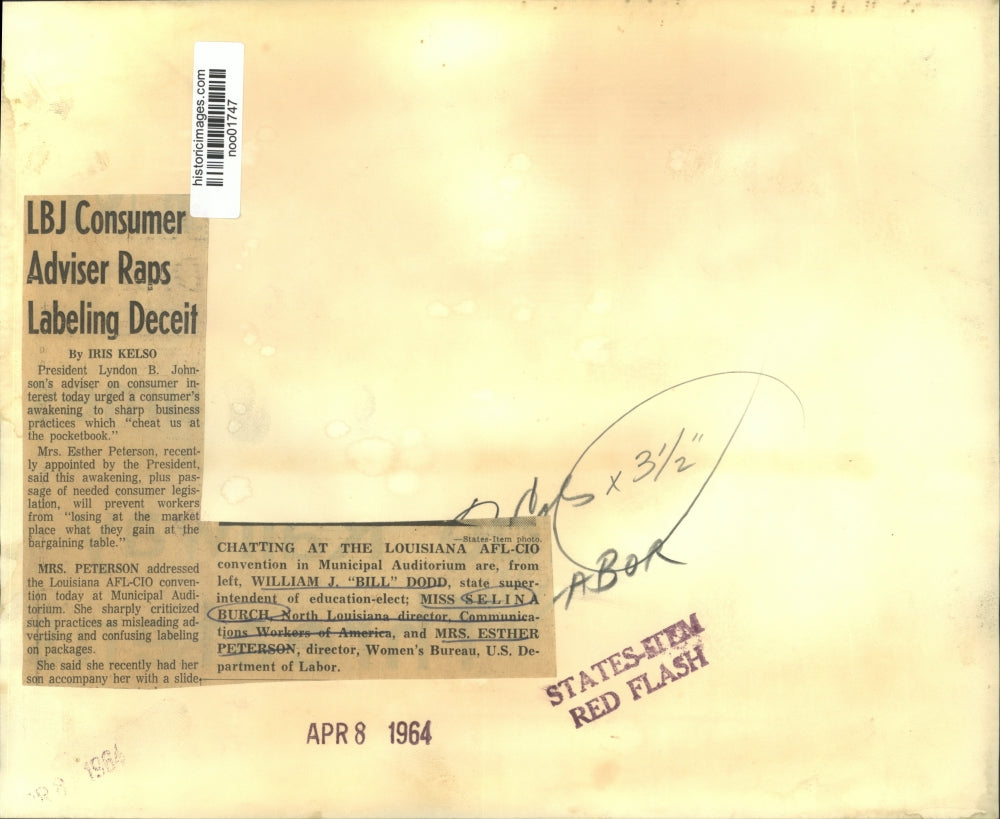 historicimages.com
noo01747
LBJ Consumer
Adviser Raps
Labeling Deceit
By IRIS KELSO
President Lyndon B. John-
son's adviser on consumer in-
terest today urged a consumer's
awakening to sharp business
practices which "cheat us at
the pocketbook."
Mrs. Esther Peterson, recent-
ly appointed by the President,
said this awakening, plus pas-
sage of needed consumer legis-
lation, will prevent workers
from "losing at the market
place what they gain at the
bargaining table."
MRS. PETERSON addressed
the Louisiana AFL-CIO conven-
tion today at Municipal Audi-
torium. She sharply criticized
such practices as misleading ad-
vertising and confusing labeling
on packages.
She said she recently had her
son accompany her with a slide
—States-Item photo.
CHATTING AT THE LOUISIANA AFL-CIO
convention in Municipal Auditorium are, from
left, WILLIAM J. "BILL" DODD, state super-
intendent of education-elect; MISS SELINA
BURCH, North Louisiana director, Communica-
tions Workers of America, and MRS. ESTHER
PETERSON, director, Women's Bureau, U.S. De-
partment of Labor.
x 3 1/2"
ABOR
STATES-ITEM
RED FLASH
APR 8 1964
1964